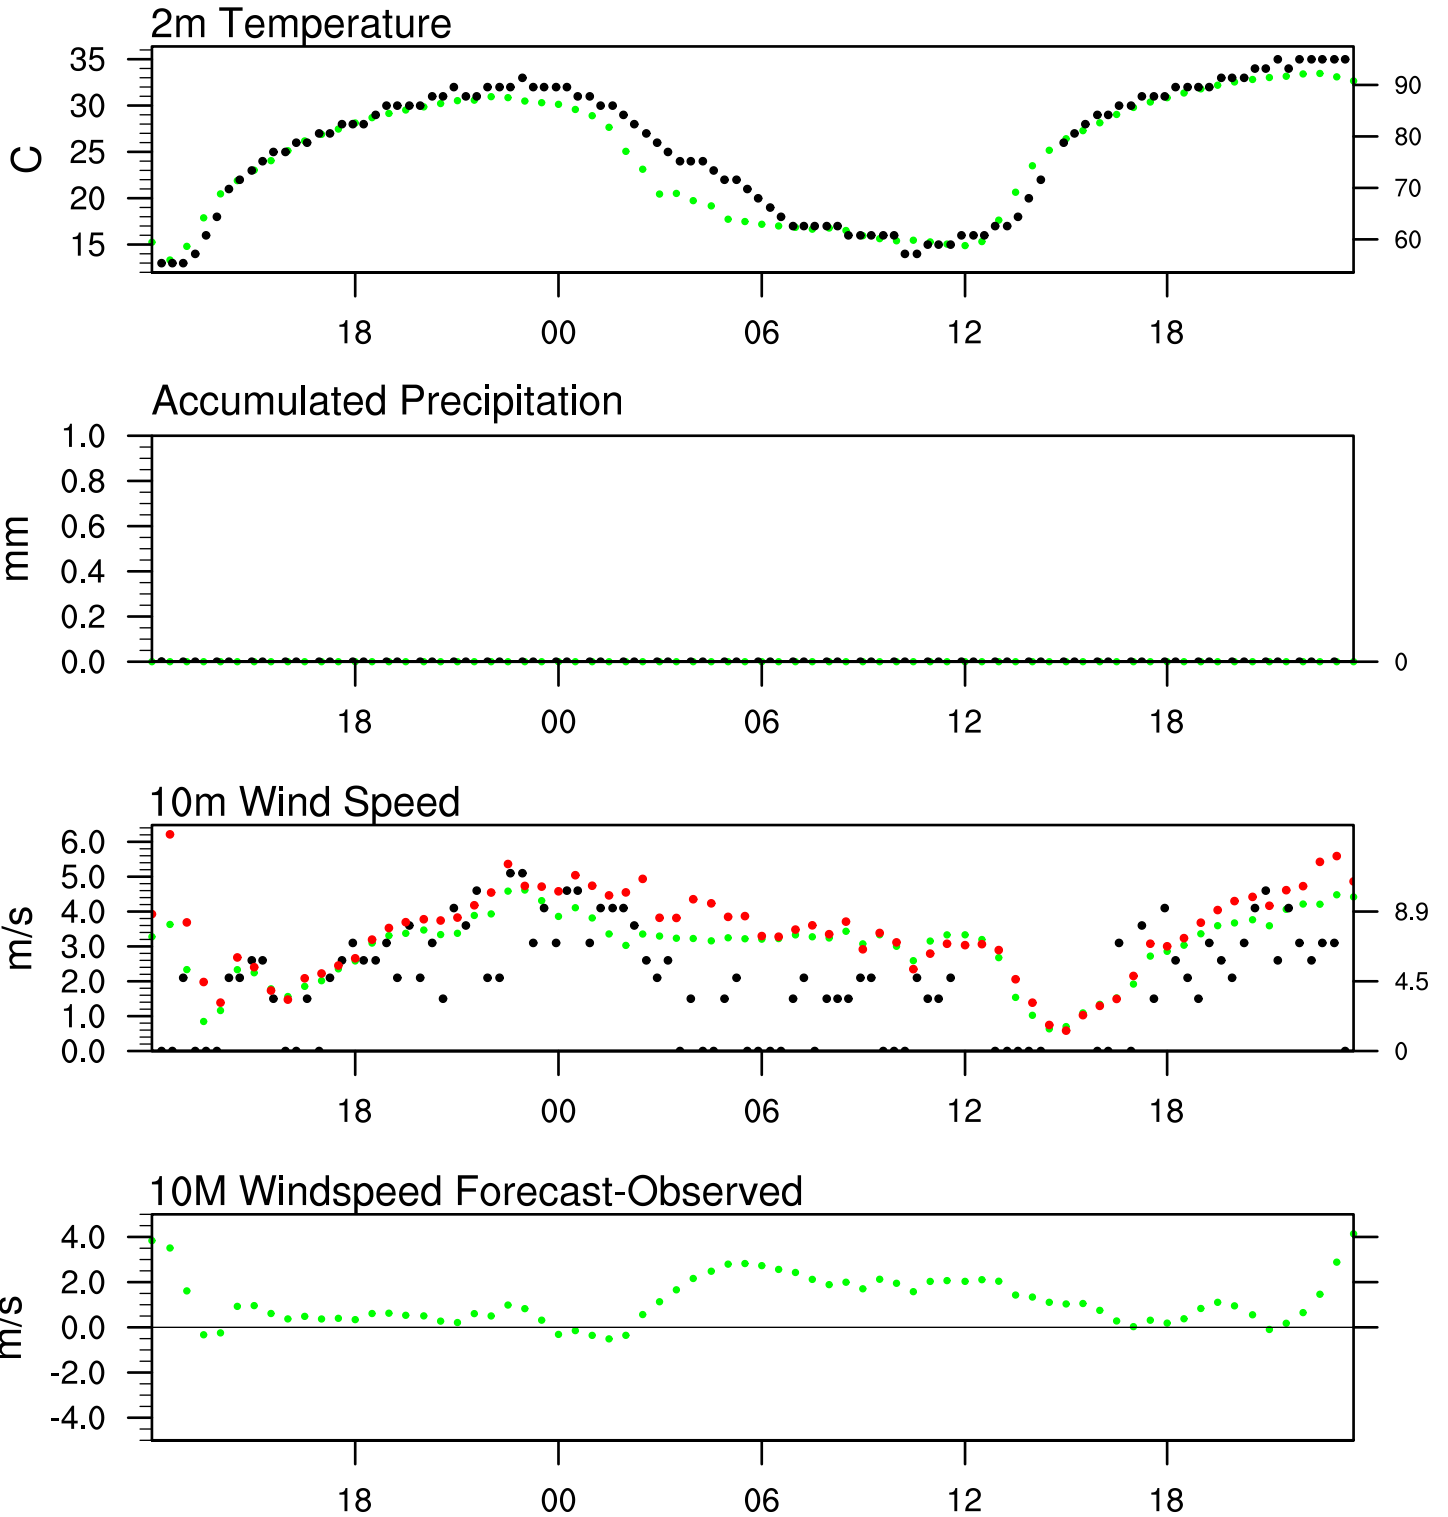 2m Temperature
35
30
25
20
15
C
90
80
70
60
18 00 06 12 18
Accumulated Precipitation
1.0
0.8
0.6
0.4
0.2
0.0
mm
0
18 00 06 12 18
10m Wind Speed
6.0
5.0
4.0
3.0
2.0
1.0
0.0
m/s
8.9
4.5
0
18 00 06 12 18
10M Windspeed Forecast-Observed
4.0
2.0
0.0
-2.0
-4.0
m/s
18 00 06 12 18